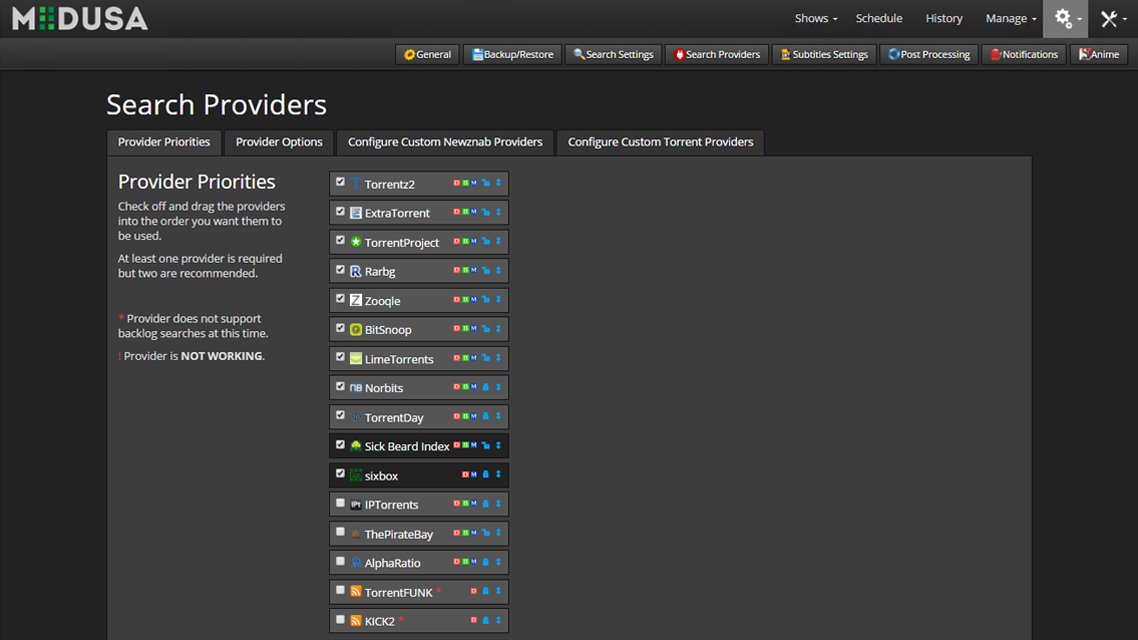 MEDUSA
Shows Schedule History Manage
General Backup/Restore Search Settings Search Providers Subtitles Settings Post Processing Notifications Anime
Search Providers
Provider Priorities Provider Options Configure Custom Newznab Providers Configure Custom Torrent Providers
Provider Priorities
Check off and drag the providers
into the order you want them to
be used.
At least one provider is required
but two are recommended.
* Provider does not support
backlog searches at this time.
! Provider is NOT WORKING.
Torrentz2 D B M
ExtraTorrent D B M
TorrentProject D B M
R Rarbg D B M
Z Zooqle D B M
BitSnoop D B M
LimeTorrents D B M
NB Norbits D B M
TorrentDay D B M
Sick Beard Index D B M
sixbox D M
IPt IPTorrents D B M
ThePirateBay D B M
AlphaRatio D B M
TorrentFUNK * D
KICK2 * D